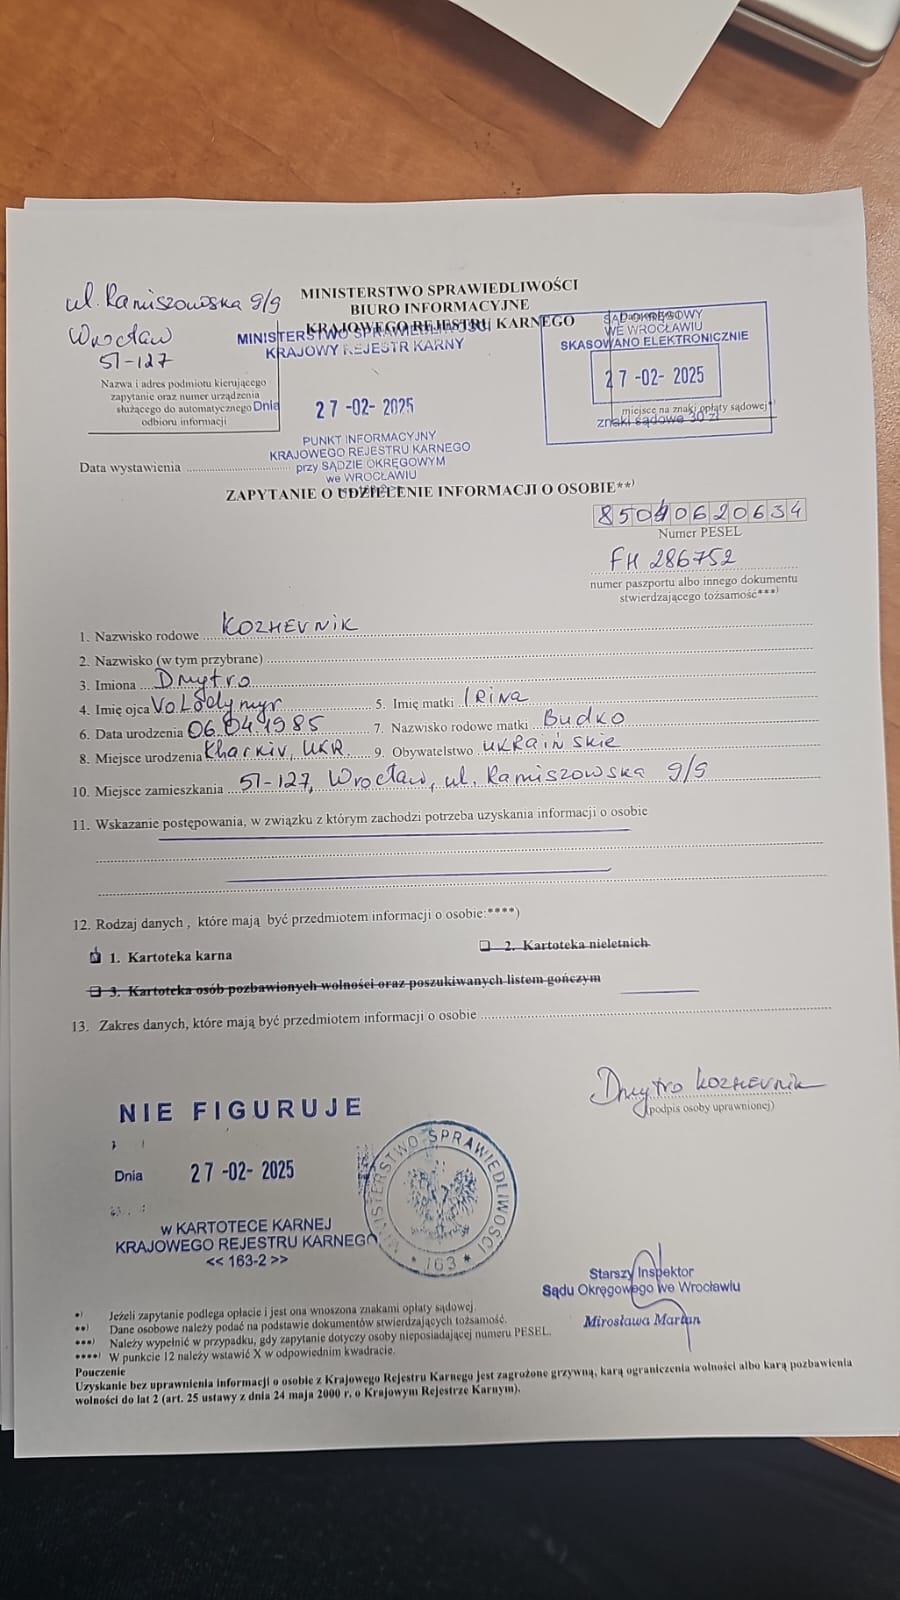 ul. Ramiszowska 9/9
Wrocław
51-127
Nazwa i adres podmiotu kierującego
zapytanie oraz numer urządzenia
służącego do automatycznego
odbioru informacji
MINISTERSTWO SPRAWIEDLIWOŚCI
BIURO INFORMACYJNE
KRAJOWEGO REJESTRU KARNEGO
MINISTERSTWO SPRAWIEDLIWOŚCI
KRAJOWY REJESTR KARNY
Dnia 27-02-2025
PUNKT INFORMACYJNY
KRAJOWEGO REJESTRU KARNEGO
przy SĄDZIE OKRĘGOWYM
we WROCŁAWIU
SĄD OKRĘGOWY
WE WROCŁAWIU
SKASOWANO ELEKTRONICZNIE
27-02-2025
miejsce na znaki opłaty sądowej*)
znaki sądowe 30 zł
Data wystawienia
ZAPYTANIE O UDZIELENIE INFORMACJI O OSOBIE**)
85040620634
Numer PESEL
FH 286752
numer paszportu albo innego dokumentu
stwierdzającego tożsamość***)
1. Nazwisko rodowe KOZHEVNIK
2. Nazwisko (w tym przybrane)
3. Imiona Dmytro
4. Imię ojca Volodymyr 5. Imię matki IRINA
6. Data urodzenia 06.04.1985 7. Nazwisko rodowe matki Budko
8. Miejsce urodzenia Kharkiv, UKR. 9. Obywatelstwo UKRAIŃSKIE
10. Miejsce zamieszkania 51-127, Wrocław, ul. Ramiszowska 9/9
11. Wskazanie postępowania, w związku z którym zachodzi potrzeba uzyskania informacji o osobie
12. Rodzaj danych , które mają być przedmiotem informacji o osobie:****)
1. Kartoteka karna 2. Kartoteka nieletnich
3. Kartoteka osób pozbawionych wolności oraz poszukiwanych listem gończym
13. Zakres danych, które mają być przedmiotem informacji o osobie
Dmytro KOZHEVNIK
(podpis osoby uprawnionej)
NIE FIGURUJE
Dnia 27-02-2025
w KARTOTECE KARNEJ
KRAJOWEGO REJESTRU KARNEGO
<< 163-2 >>
MINISTERSTWO SPRAWIEDLIWOŚCI
* 163 *
Starszy Inspektor
Sądu Okręgowego we Wrocławiu
Mirosława Martun
*) Jeżeli zapytanie podlega opłacie i jest ona wnoszona znakami opłaty sądowej.
**) Dane osobowe należy podać na podstawie dokumentów stwierdzających tożsamość.
***) Należy wypełnić w przypadku, gdy zapytanie dotyczy osoby nieposiadającej numeru PESEL.
****) W punkcie 12 należy wstawić X w odpowiednim kwadracie.
Pouczenie
Uzyskanie bez uprawnienia informacji o osobie z Krajowego Rejestru Karnego jest zagrożone grzywną, karą ograniczenia wolności albo karą pozbawienia
wolności do lat 2 (art. 25 ustawy z dnia 24 maja 2000 r. o Krajowym Rejestrze Karnym).